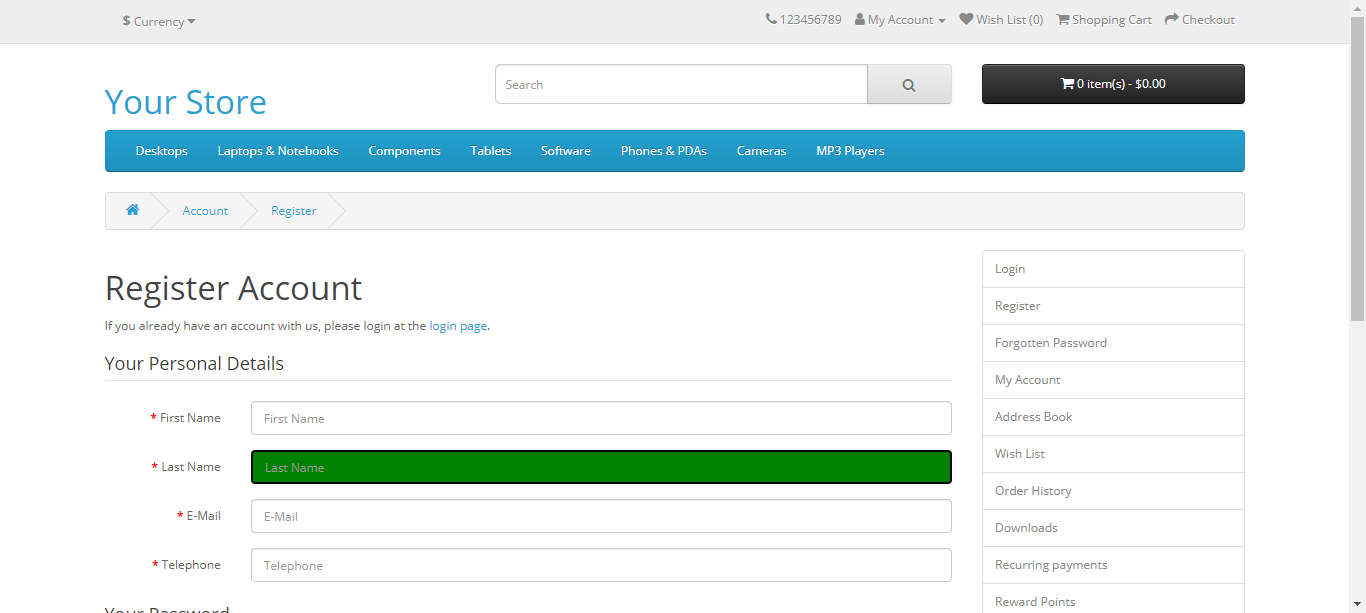 $ Currency
123456789 My Account Wish List (0) Shopping Cart Checkout
Your Store
Search
0 item(s) - $0.00
Desktops Laptops & Notebooks Components Tablets Software Phones & PDAs Cameras MP3 Players
Account Register
Register Account
If you already have an account with us, please login at the login page.
Your Personal Details
* First Name First Name
* Last Name Last Name
* E-Mail E-Mail
* Telephone Telephone
Your Password
Login
Register
Forgotten Password
My Account
Address Book
Wish List
Order History
Downloads
Recurring payments
Reward Points